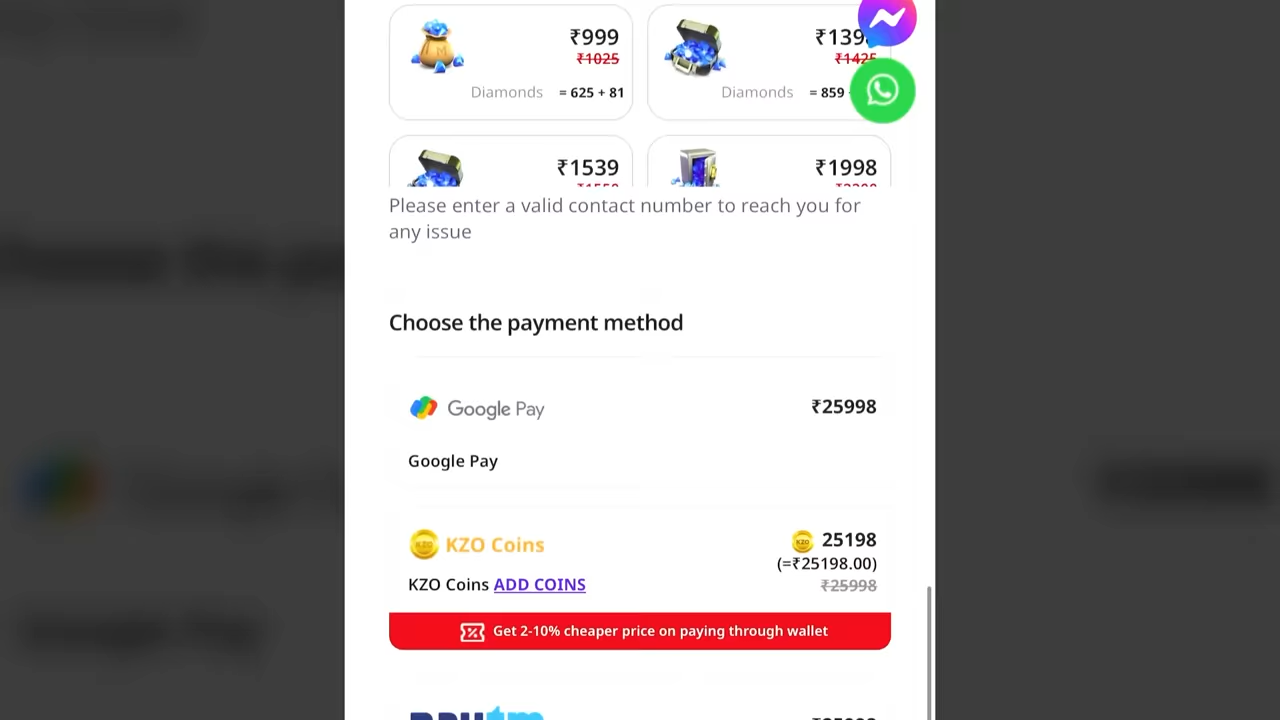 ₹999
₹1025
Diamonds = 625 + 81
₹139
₹1425
Diamonds = 859
₹1539
₹1998
Please enter a valid contact number to reach you for
any issue
Choose the payment method
Google Pay ₹25998
Google Pay
KZO Coins 25198
(=₹25198.00)
KZO Coins ADD COINS ₹25998
Get 2-10% cheaper price on paying through wallet